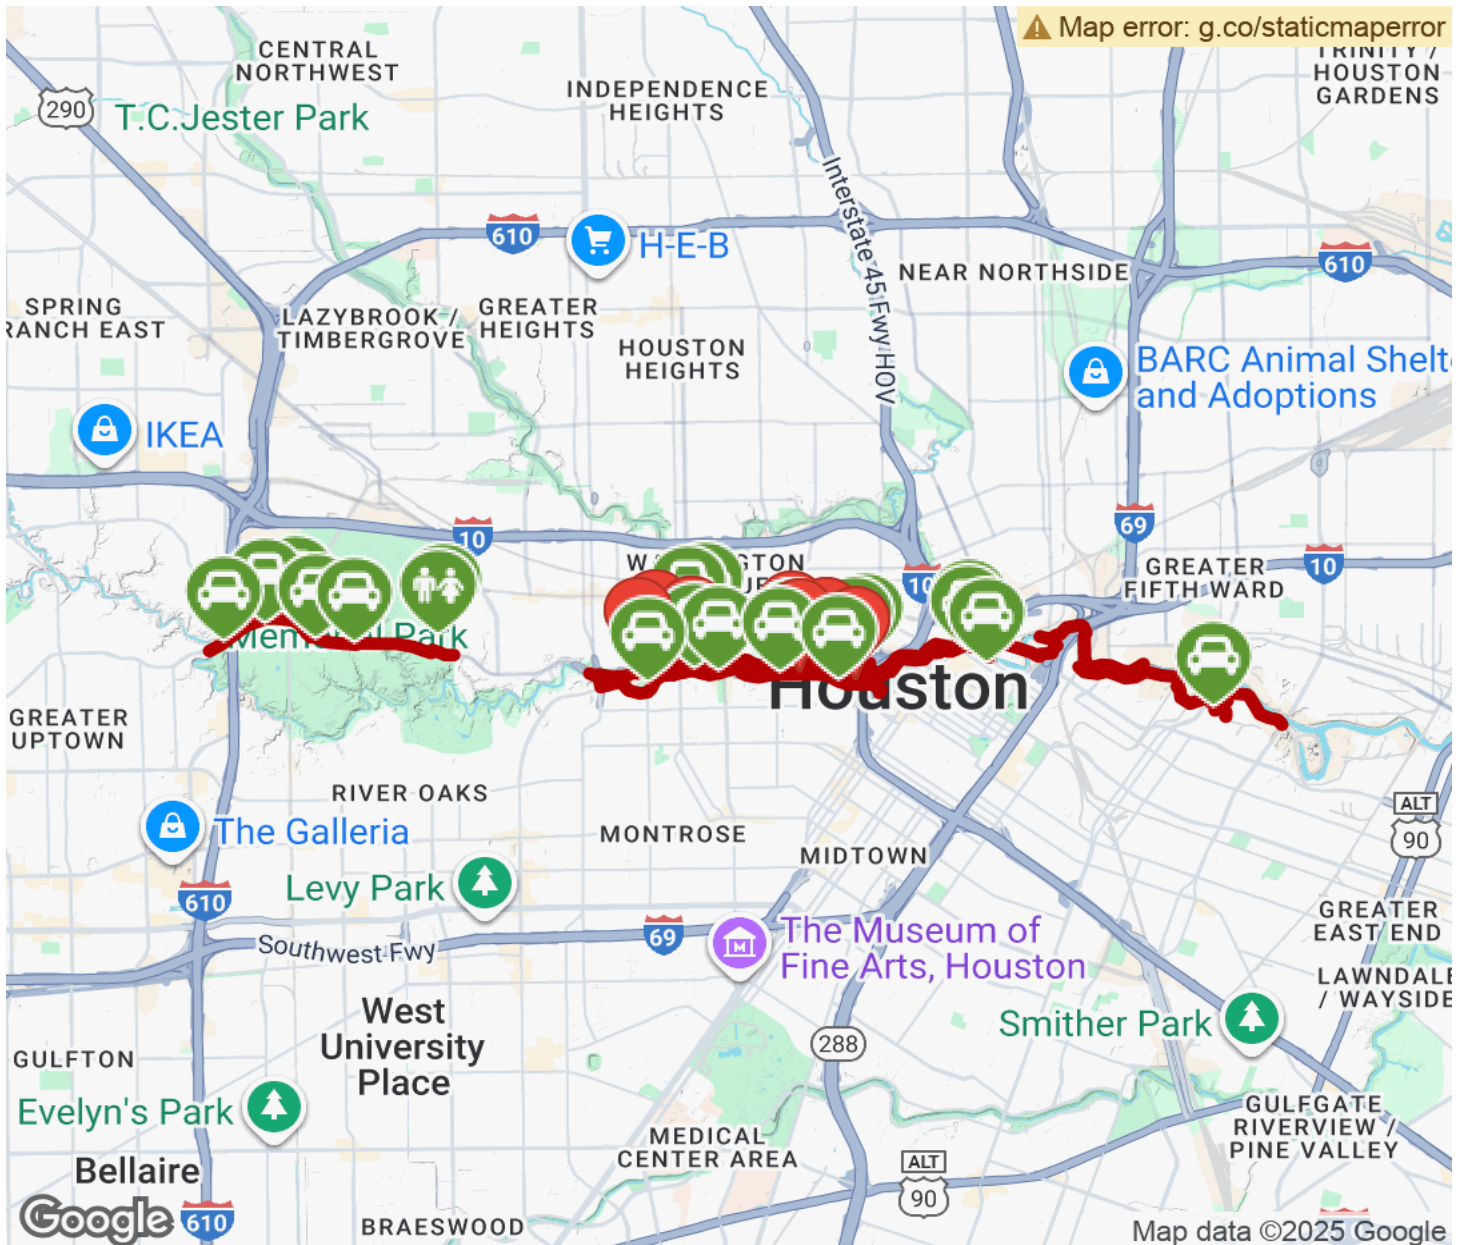 Map error: g.co/staticmaperror
CENTRAL
NORTHWEST
TRINITY /
HOUSTON
GARDENS
290
T.C.Jester Park
INDEPENDENCE
HEIGHTS
Interstate 45 Fwy HOV
610
H-E-B
NEAR NORTHSIDE
610
SPRING
RANCH EAST
LAZYBROOK /
TIMBERGROVE
GREATER
HEIGHTS
HOUSTON
HEIGHTS
BARC Animal Shelt
and Adoptions
IKEA
10
69
10
10
GREATER
FIFTH WARD
Memorial Park
Houston
GREATER
UPTOWN
RIVER OAKS
The Galleria
MONTROSE
MIDTOWN
ALT
90
Levy Park
610
69
Southwest Fwy
The Museum of
Fine Arts, Houston
M
GREATER
EAST END
LAWNDALE
/ WAYSIDE
West
University
Place
Smither Park
288
GULFTON
Evelyn's Park
GULFGATE
RIVERVIEW /
PINE VALLEY
MEDICAL
CENTER AREA
Bellaire
ALT
90
Google
610
BRAESWOOD
Map data ©2025 Google